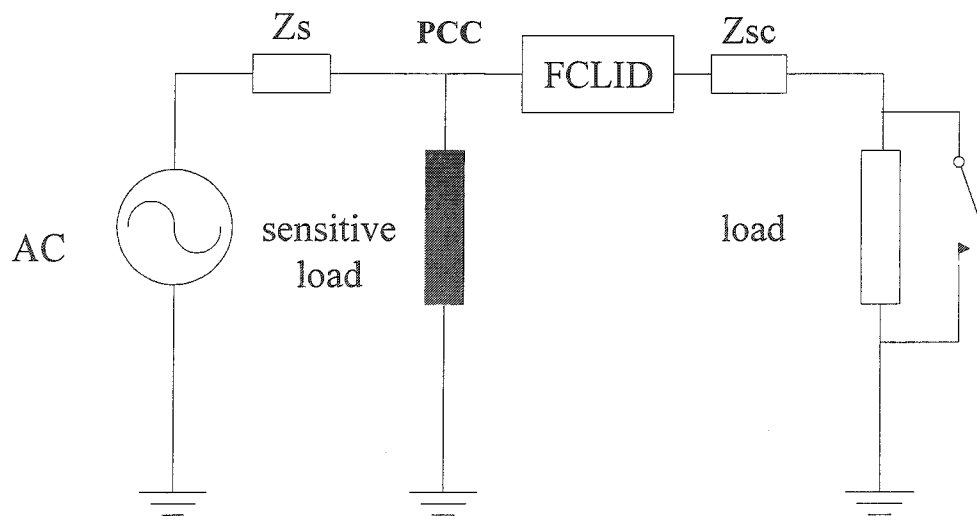 Zs
PCC
FCLID
Zsc
AC
sensitive
load
load